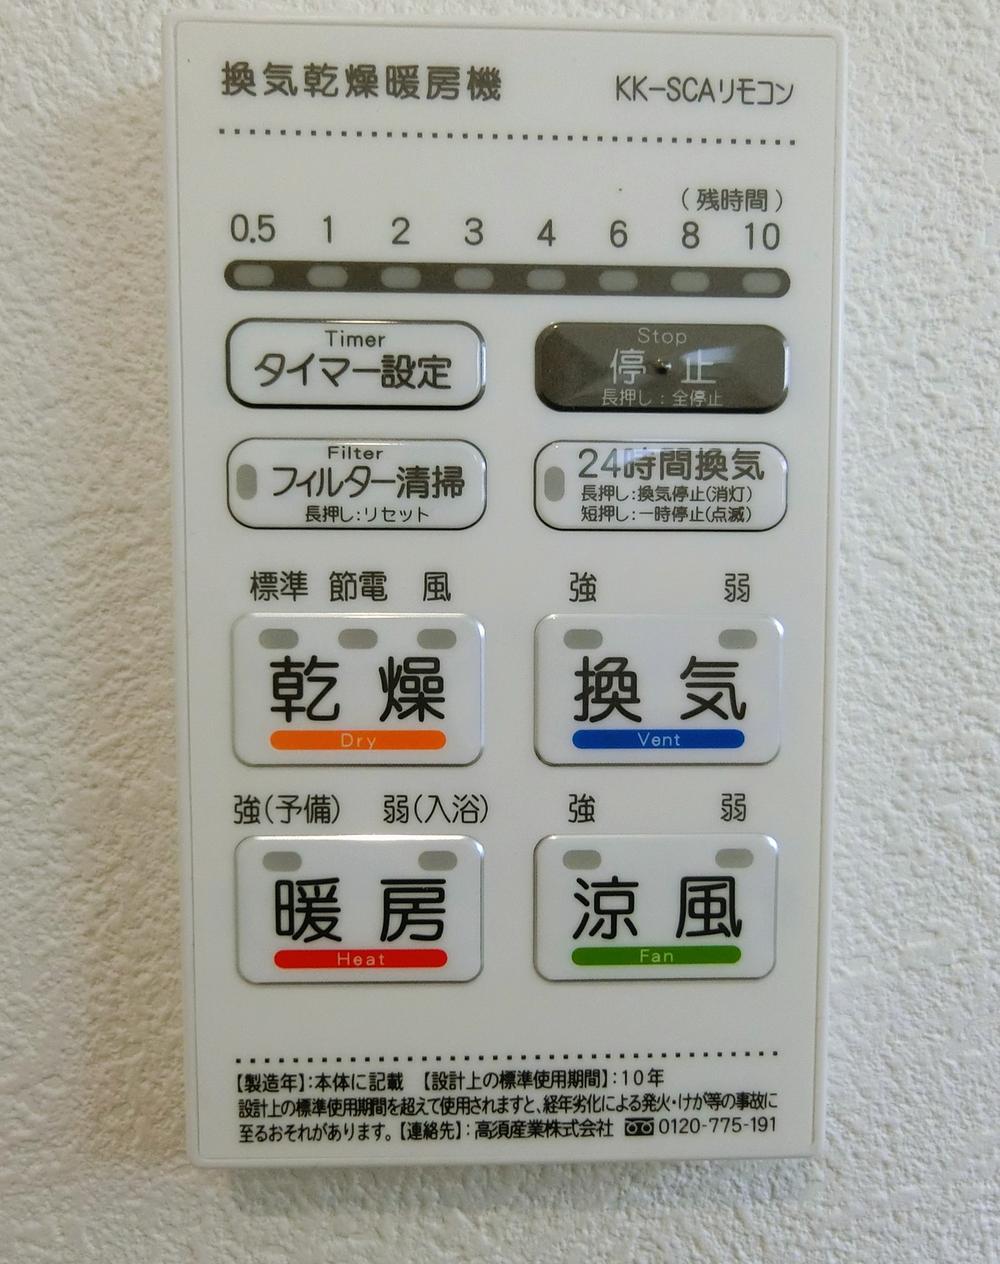 換気乾燥暖房機 KK-SCAリモコン
(残時間)
0.5 1 2 3 4 6 8 10
Timer
タイマー設定
Stop
停・止
長押し:全停止
Filter
フィルター清掃
長押し:リセット
24時間換気
長押し:換気停止(消灯)
短押し:一時停止(点滅)
標準 節電 風
乾燥
Dry
強 弱
換気
Vent
強(予備) 弱(入浴)
暖房
Heat
強 弱
涼風
Fan
【製造年】:本体に記載 【設計上の標準使用期間】:10年
設計上の標準使用期間を超えて使用されますと、経年劣化による発火・けが等の事故に
至るおそれがあります。【連絡先】:高須産業株式会社 0120-775-191